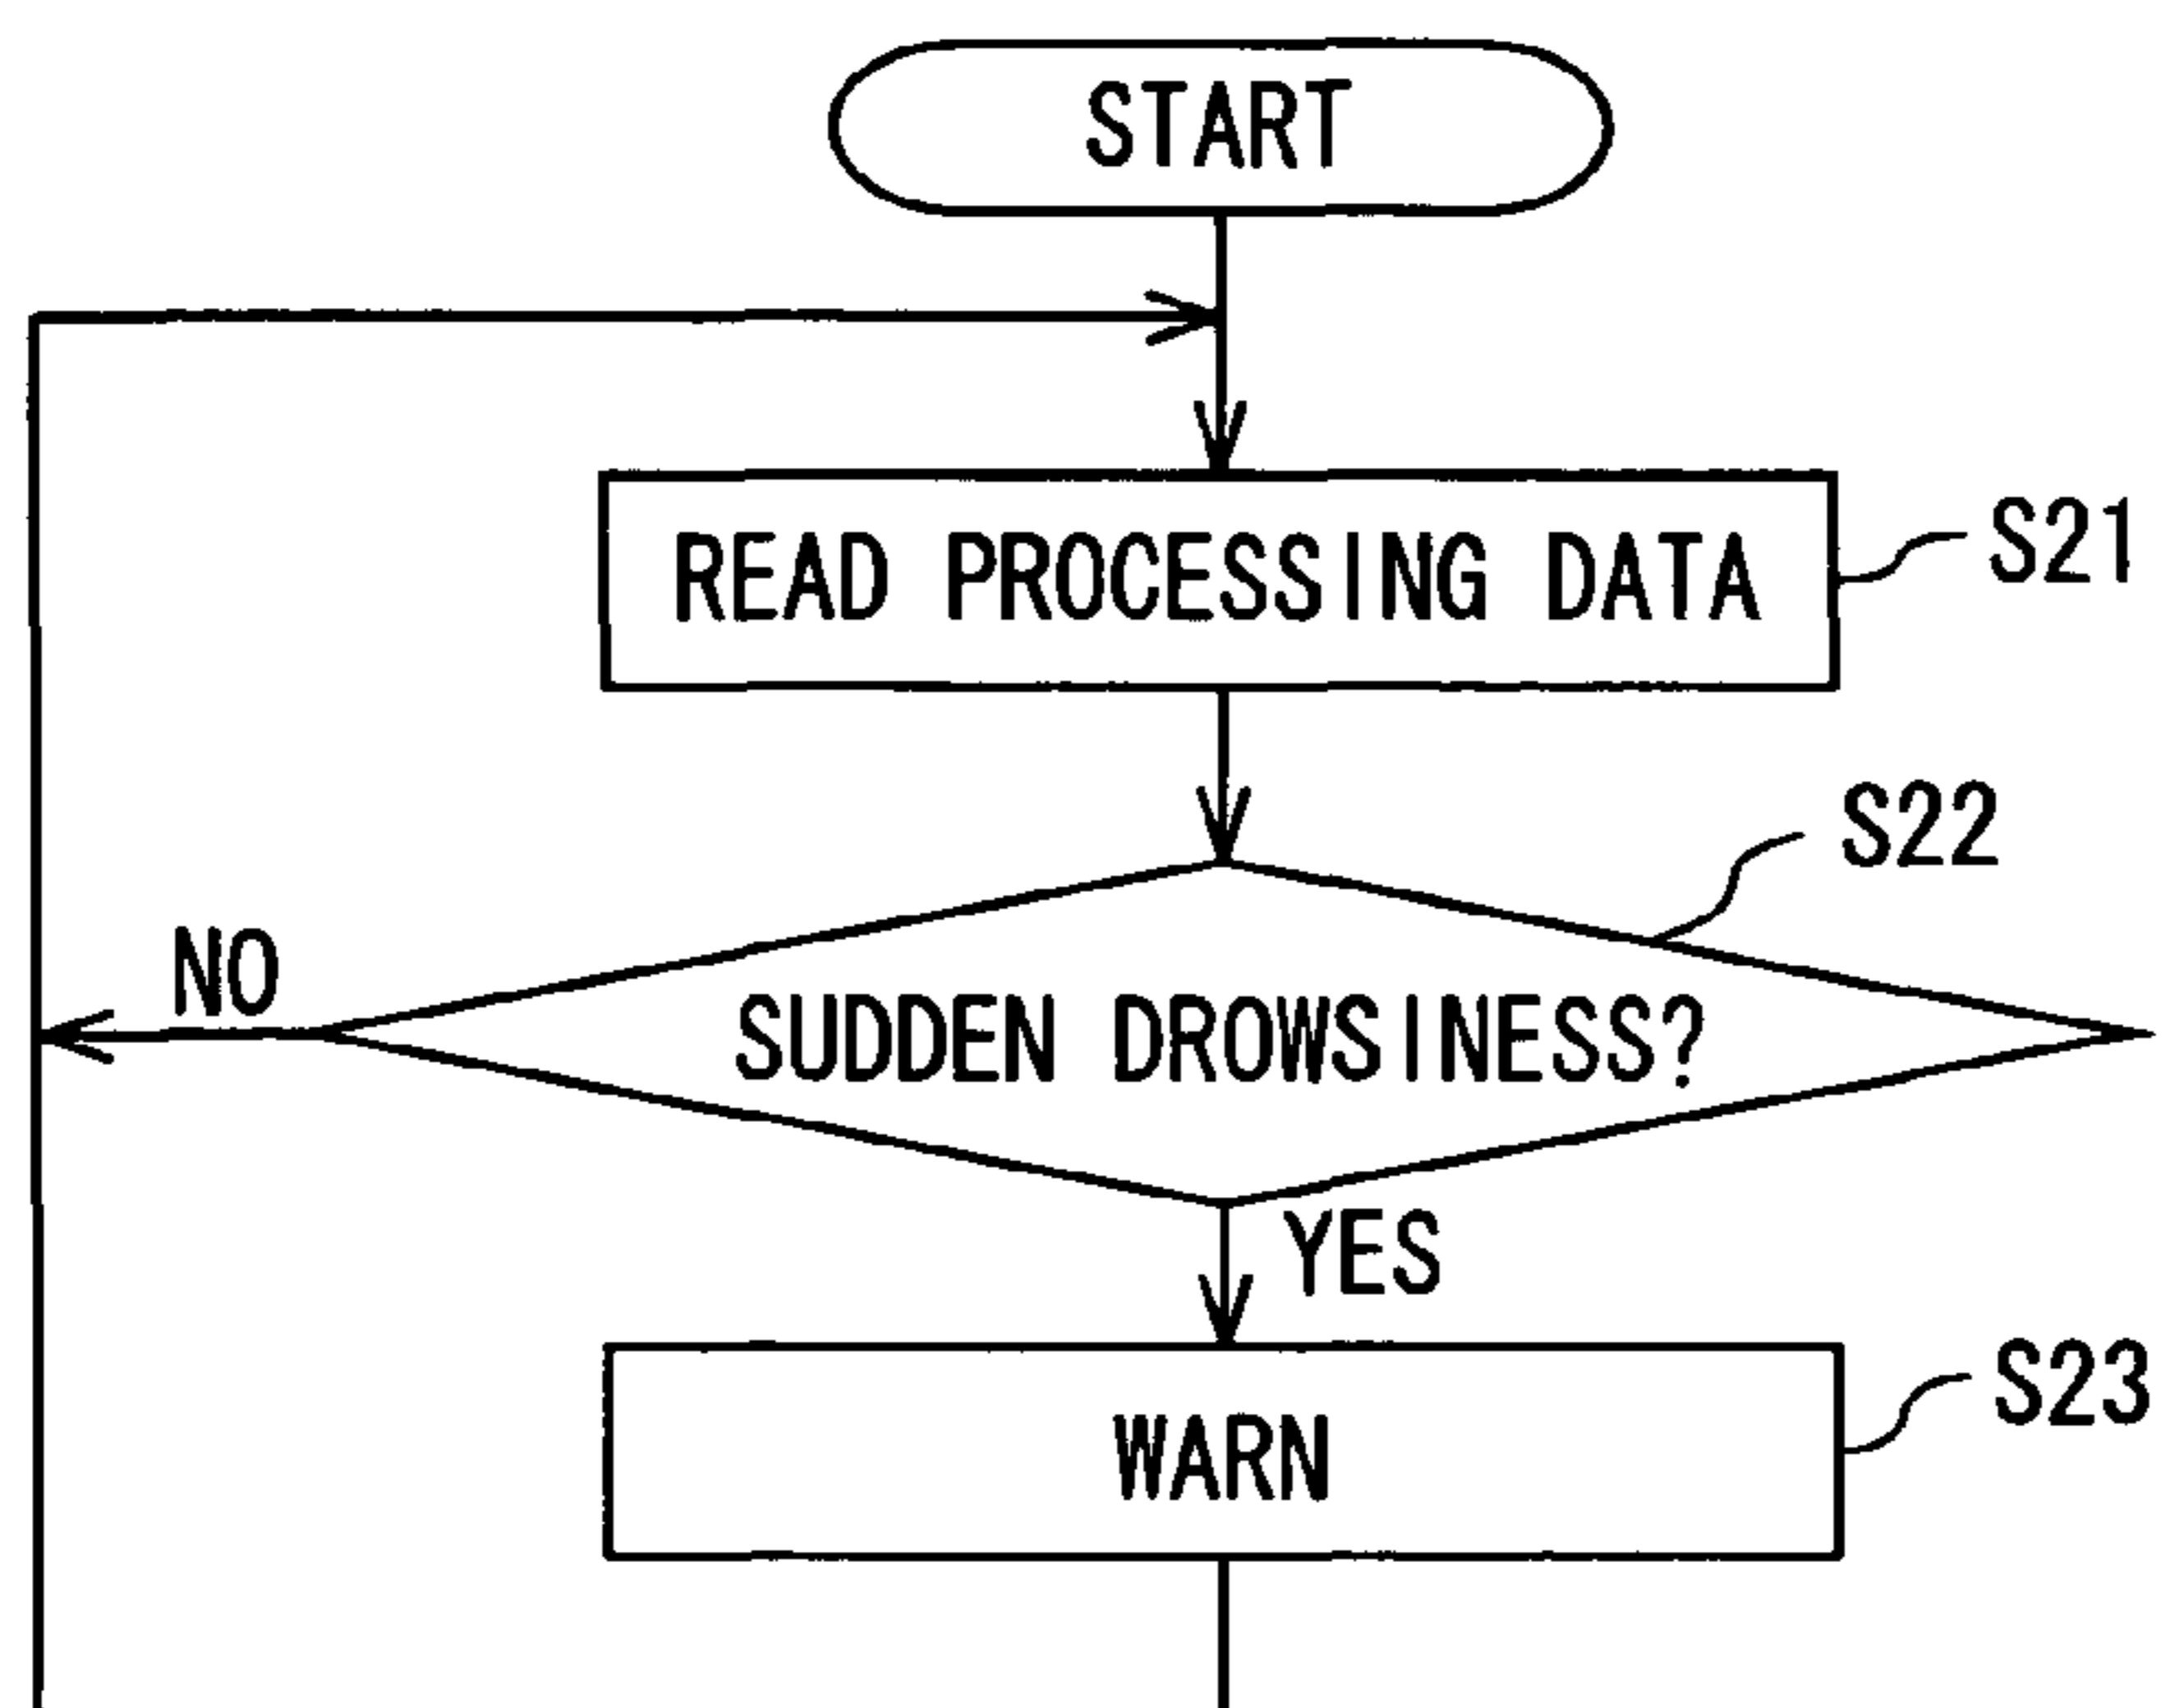 START
READ PROCESSING DATA
S21
S22
NO
SUDDEN DROWSINESS?
YES
S23
WARN